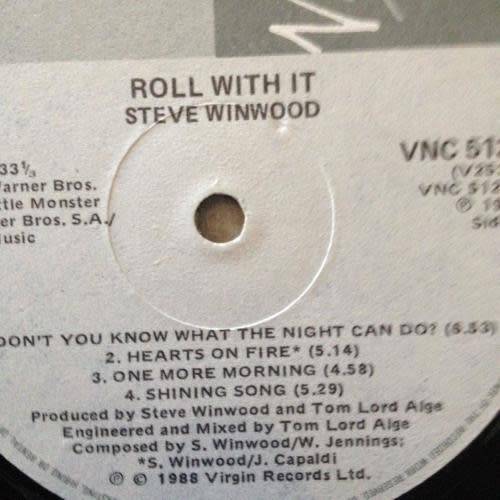 ROLL WITH IT
STEVE WINWOOD
33⅓
Warner Bros.
ttle Monster
er Bros. S.A./
usic
VNC 512
(V253
VNC 512
℗ 19
Sid
DON'T YOU KNOW WHAT THE NIGHT CAN DO? (6.53)
2. HEARTS ON FIRE* (5.14)
3. ONE MORE MORNING (4.58)
4. SHINING SONG (5.29)
Produced by Steve Winwood and Tom Lord Alge
Engineered and Mixed by Tom Lord Alge
Composed by S. Winwood/W. Jennings;
*S. Winwood/J. Capaldi
℗ © 1988 Virgin Records Ltd.